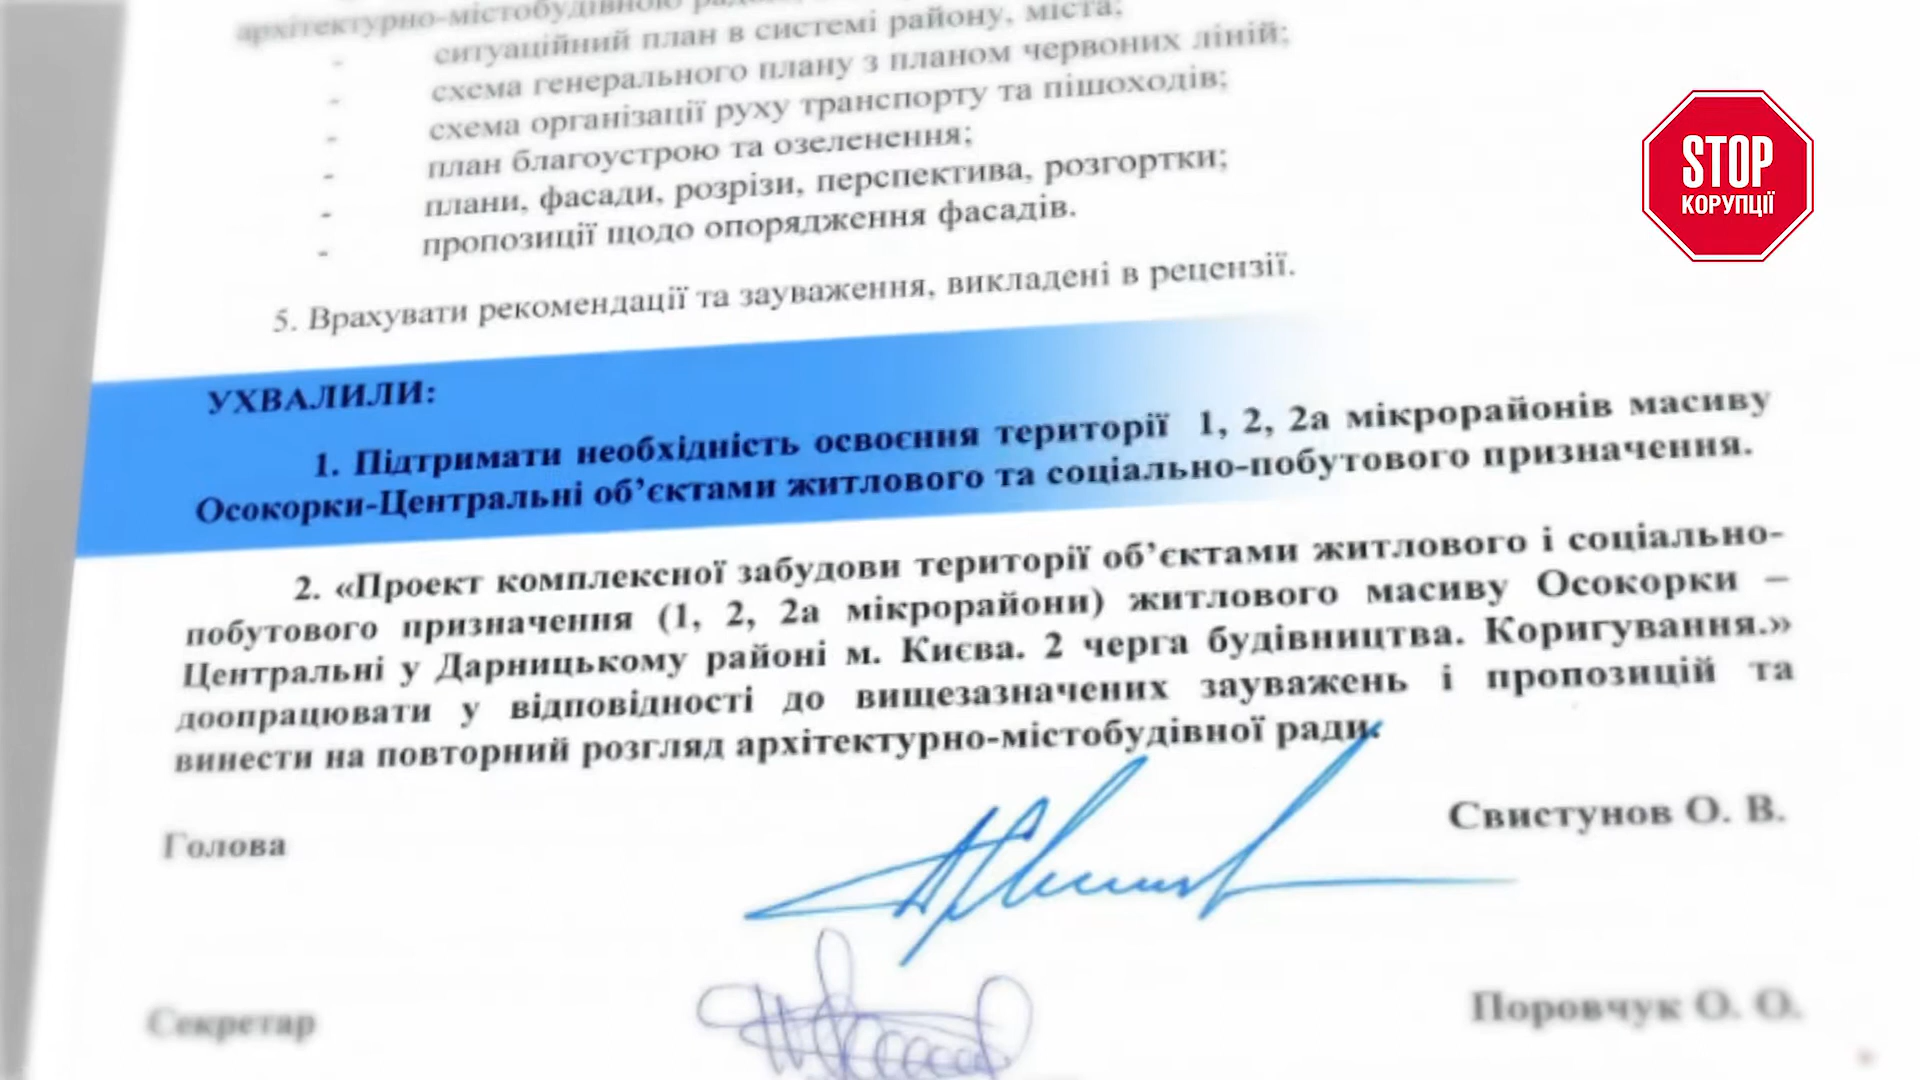 архітектурно-містобудівною
- ситуаційний план в системі району, міста;
- схема генерального плану з планом червоних ліній;
- схема організації руху транспорту та пішоходів;
- план благоустрою та озеленення;
- плани, фасади, розрізи, перспектива, розгортки;
- пропозиції щодо опорядження фасадів.
5. Врахувати рекомендації та зауваження, викладені в рецензії.
УХВАЛИЛИ:
1. Підтримати необхідність освоєння території 1, 2, 2а мікрорайонів масиву
Осокорки-Центральні об’єктами житлового та соціально-побутового призначення.
2. «Проект комплексної забудови території об’єктами житлового і соціально-
побутового призначення (1, 2, 2а мікрорайони) житлового масиву Осокорки –
Центральні у Дарницькому районі м. Києва. 2 черга будівництва. Коригування.»
доопрацювати у відповідності до вищезазначених зауважень і пропозицій та
винести на повторний розгляд архітектурно-містобудівної ради.
Голова Свистунов О. В.
Секретар Поровчук О. О.
STOP
КОРУПЦІЇ